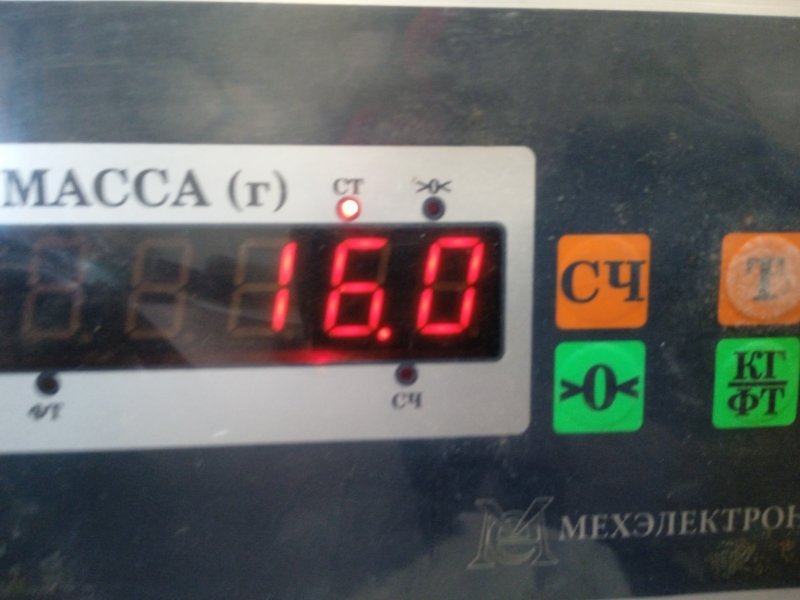 МАССА (г)
СТ
>0<
16.0
СЧ
Т
>0<
КГ
ФТ
СЧ
МЕХЭЛЕКТРОН